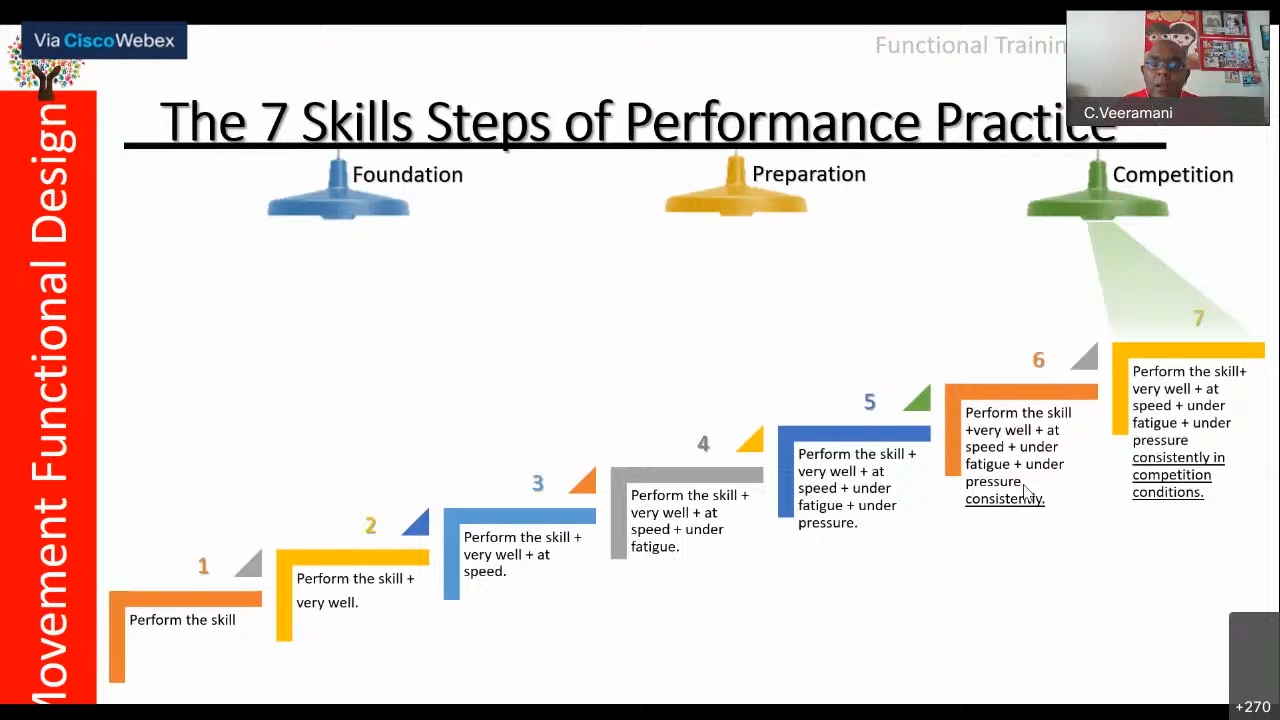 Via CiscoWebex
Functional Trainin
C.Veeramani
The 7 Skills Steps of Performance Practice
Foundation
Preparation
Competition
Movement Functional Design
1
Perform the skill
2
Perform the skill +
very well.
3
Perform the skill +
very well + at
speed.
4
Perform the skill +
very well + at
speed + under
fatigue.
5
Perform the skill +
very well + at
speed + under
fatigue + under
pressure.
6
Perform the skill
+very well + at
speed + under
fatigue + under
pressure
consistently.
7
Perform the skill+
very well + at
speed + under
fatigue + under
pressure
consistently in
competition
conditions.
+270